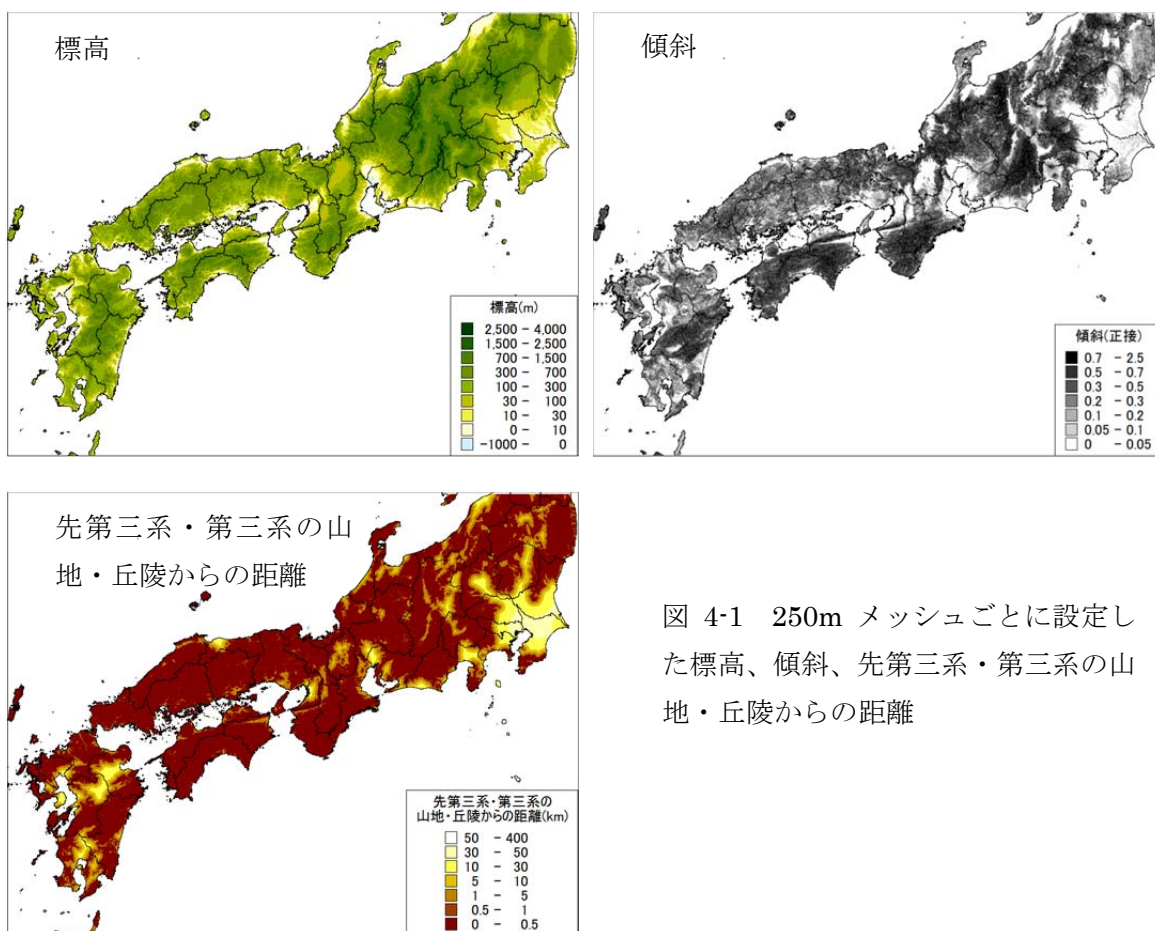 標高
標高(m)
2,500 - 4,000
1,500 - 2,500
700 - 1,500
300 - 700
100 - 300
30 - 100
10 - 30
0 - 10
-1000 - 0
傾斜
傾斜(正接)
0.7 - 2.5
0.5 - 0.7
0.3 - 0.5
0.2 - 0.3
0.1 - 0.2
0.05 - 0.1
0 - 0.05
先第三系・第三系の山
地・丘陵からの距離
先第三系・第三系の
山地・丘陵からの距離(km)
50 - 400
30 - 50
10 - 30
5 - 10
1 - 5
0.5 - 1
0 - 0.5
図 4-1 250m メッシュごとに設定し
た標高、傾斜、先第三系・第三系の山
地・丘陵からの距離